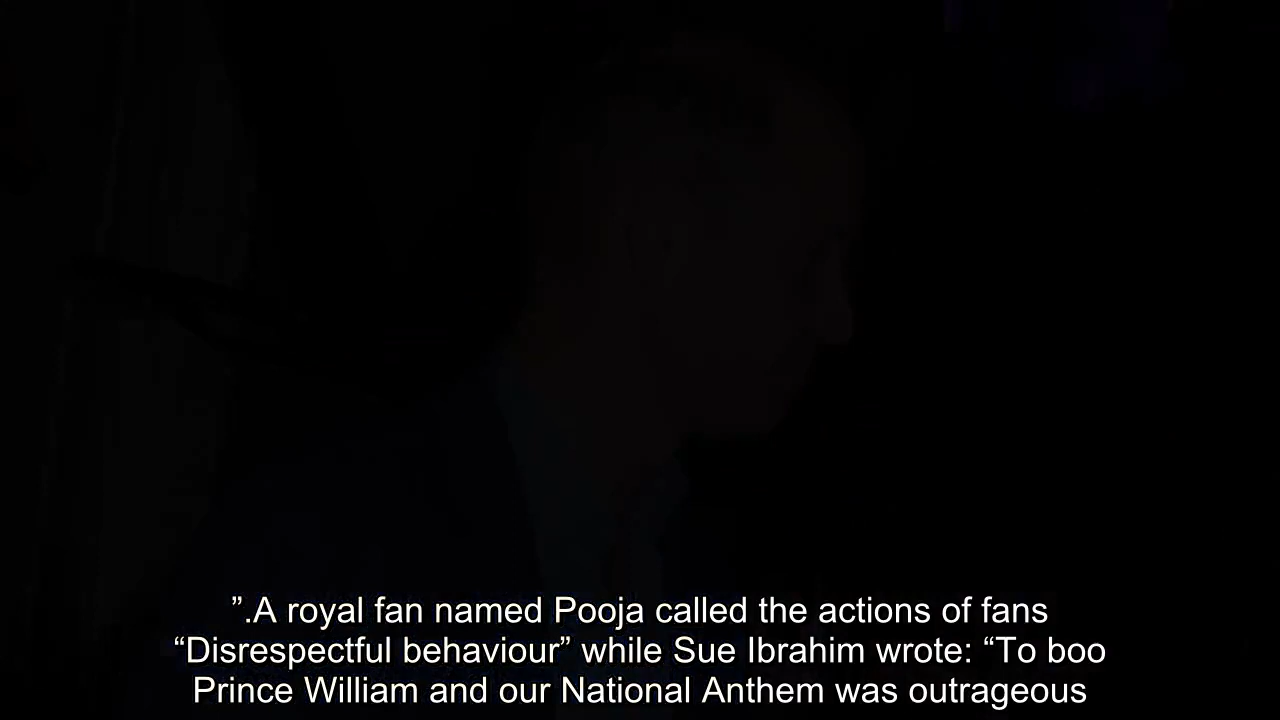 ”.A royal fan named Pooja called the actions of fans
“Disrespectful behaviour” while Sue Ibrahim wrote: “To boo
Prince William and our National Anthem was outrageous